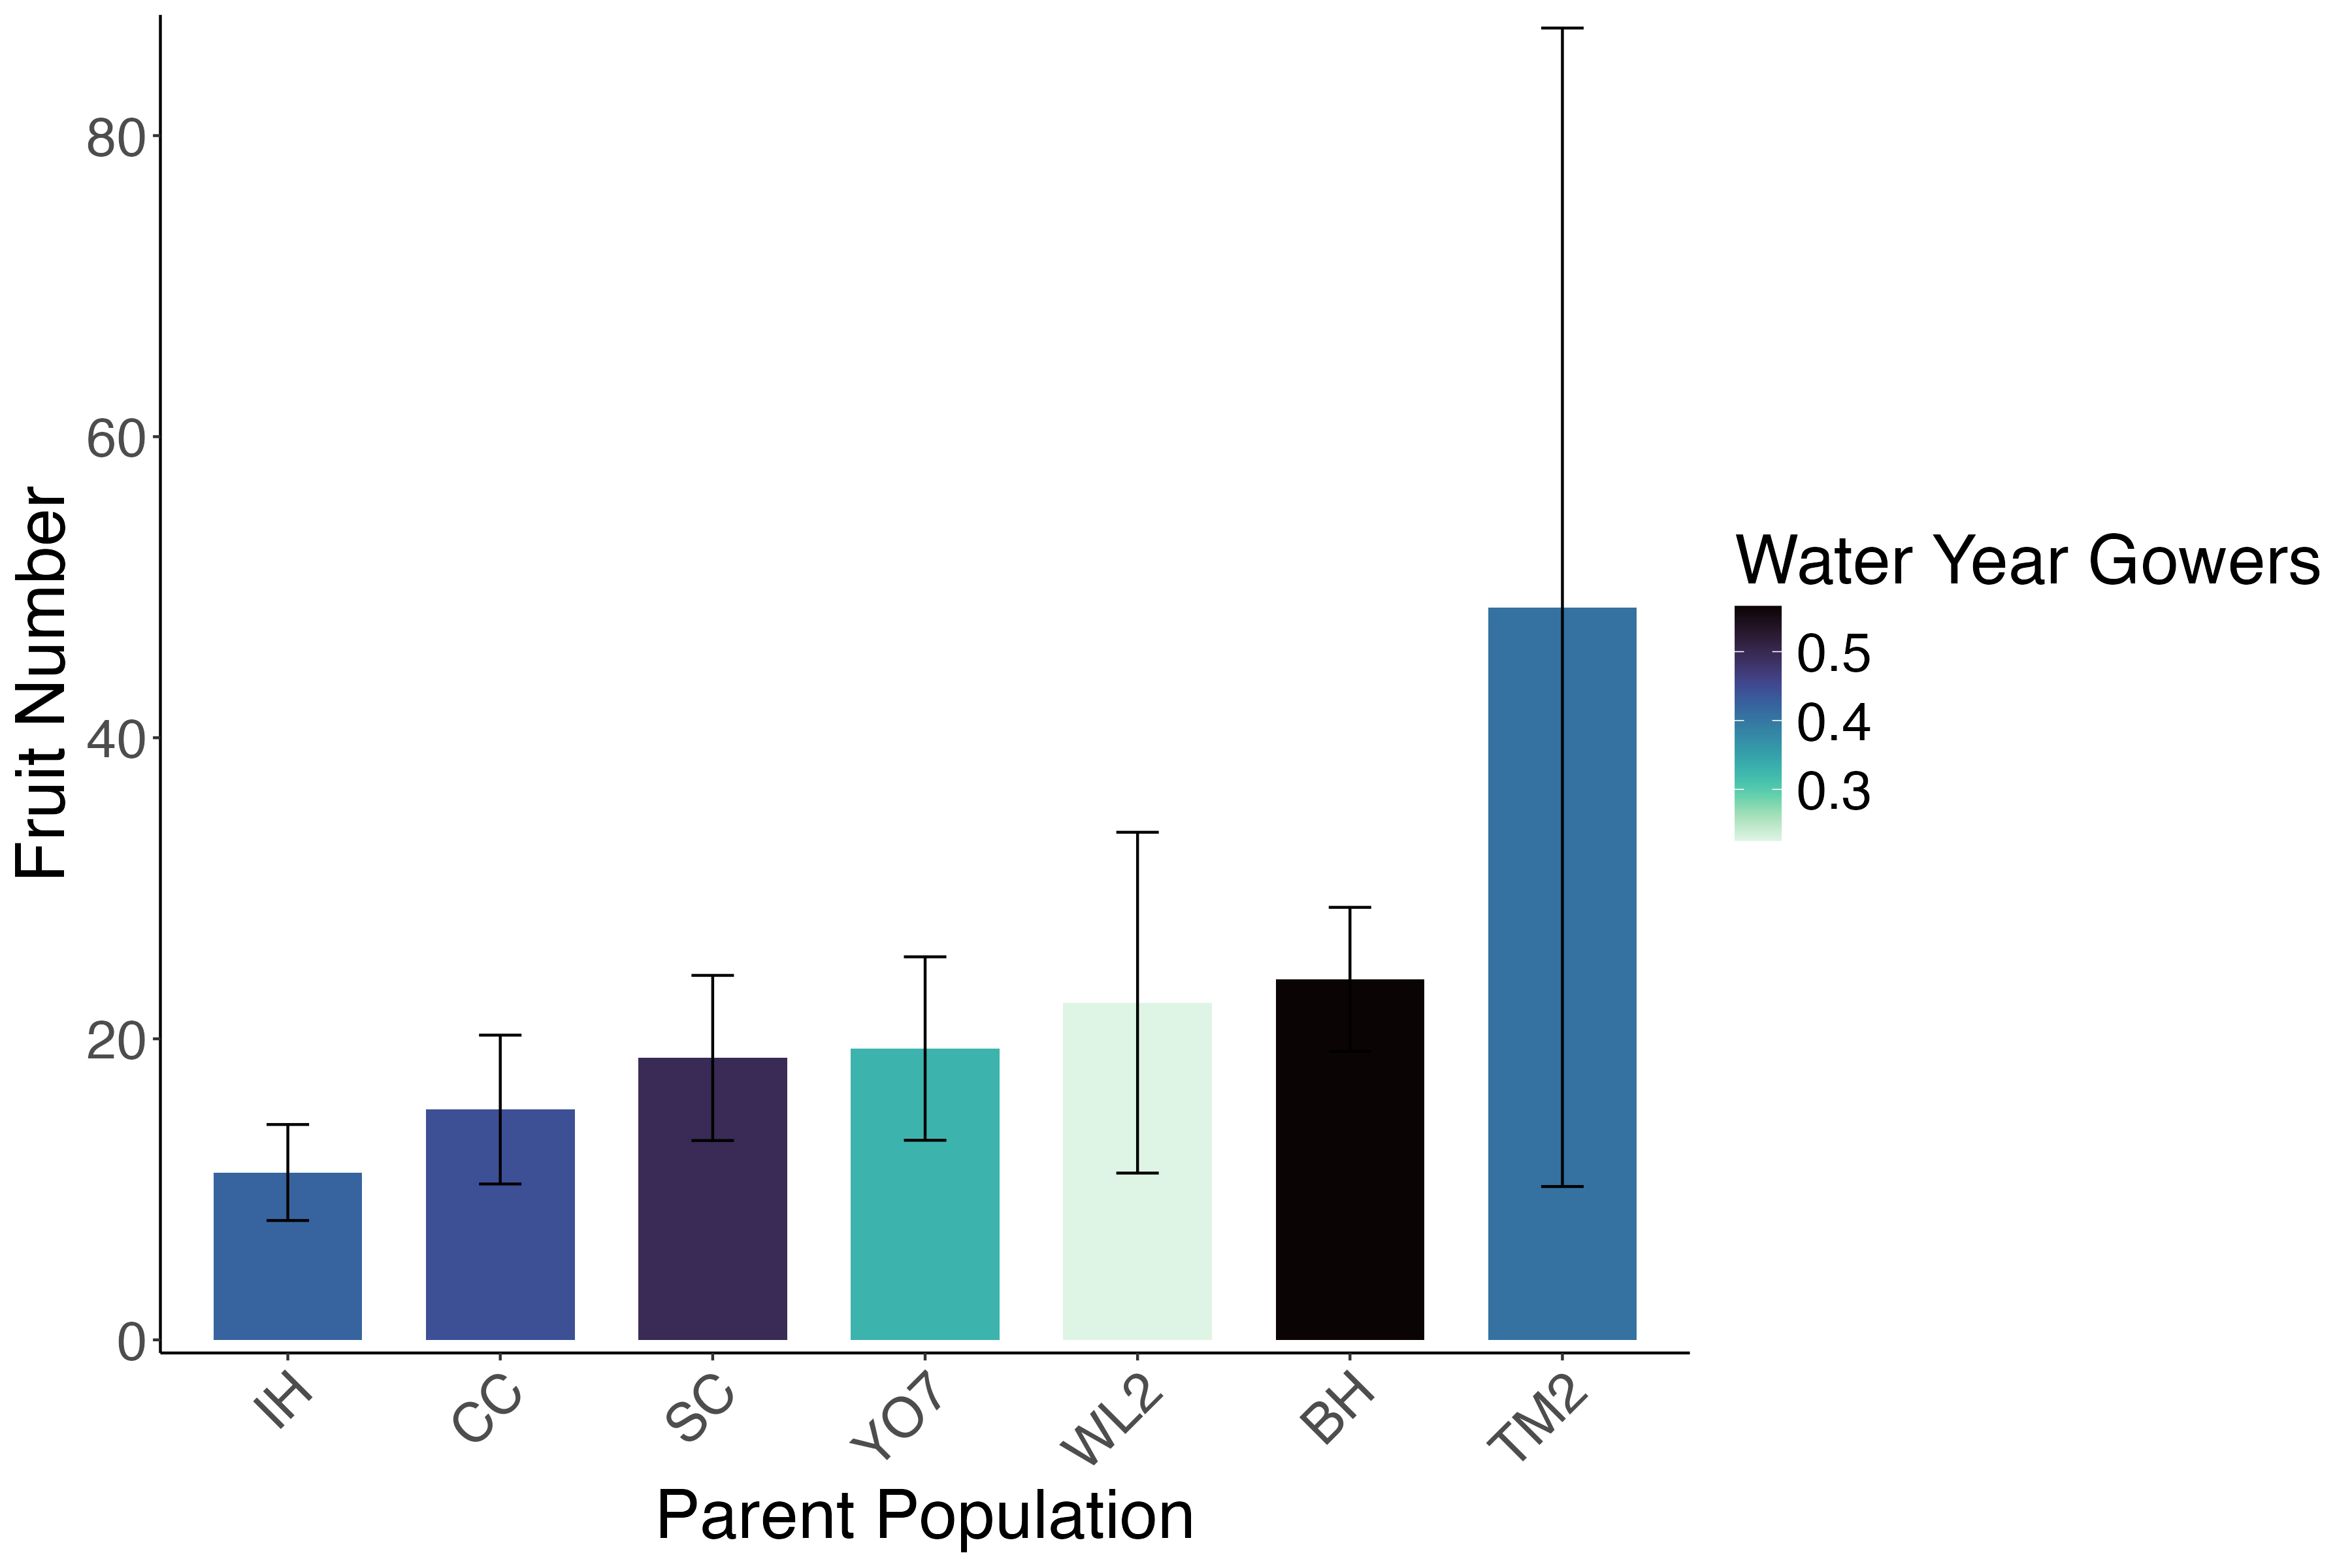 Fruit Number
80
60
40
20
0
IH
CC
SC
YO7
WL2
BH
TM2
Parent Population
Water Year Gowers
0.5
0.4
0.3